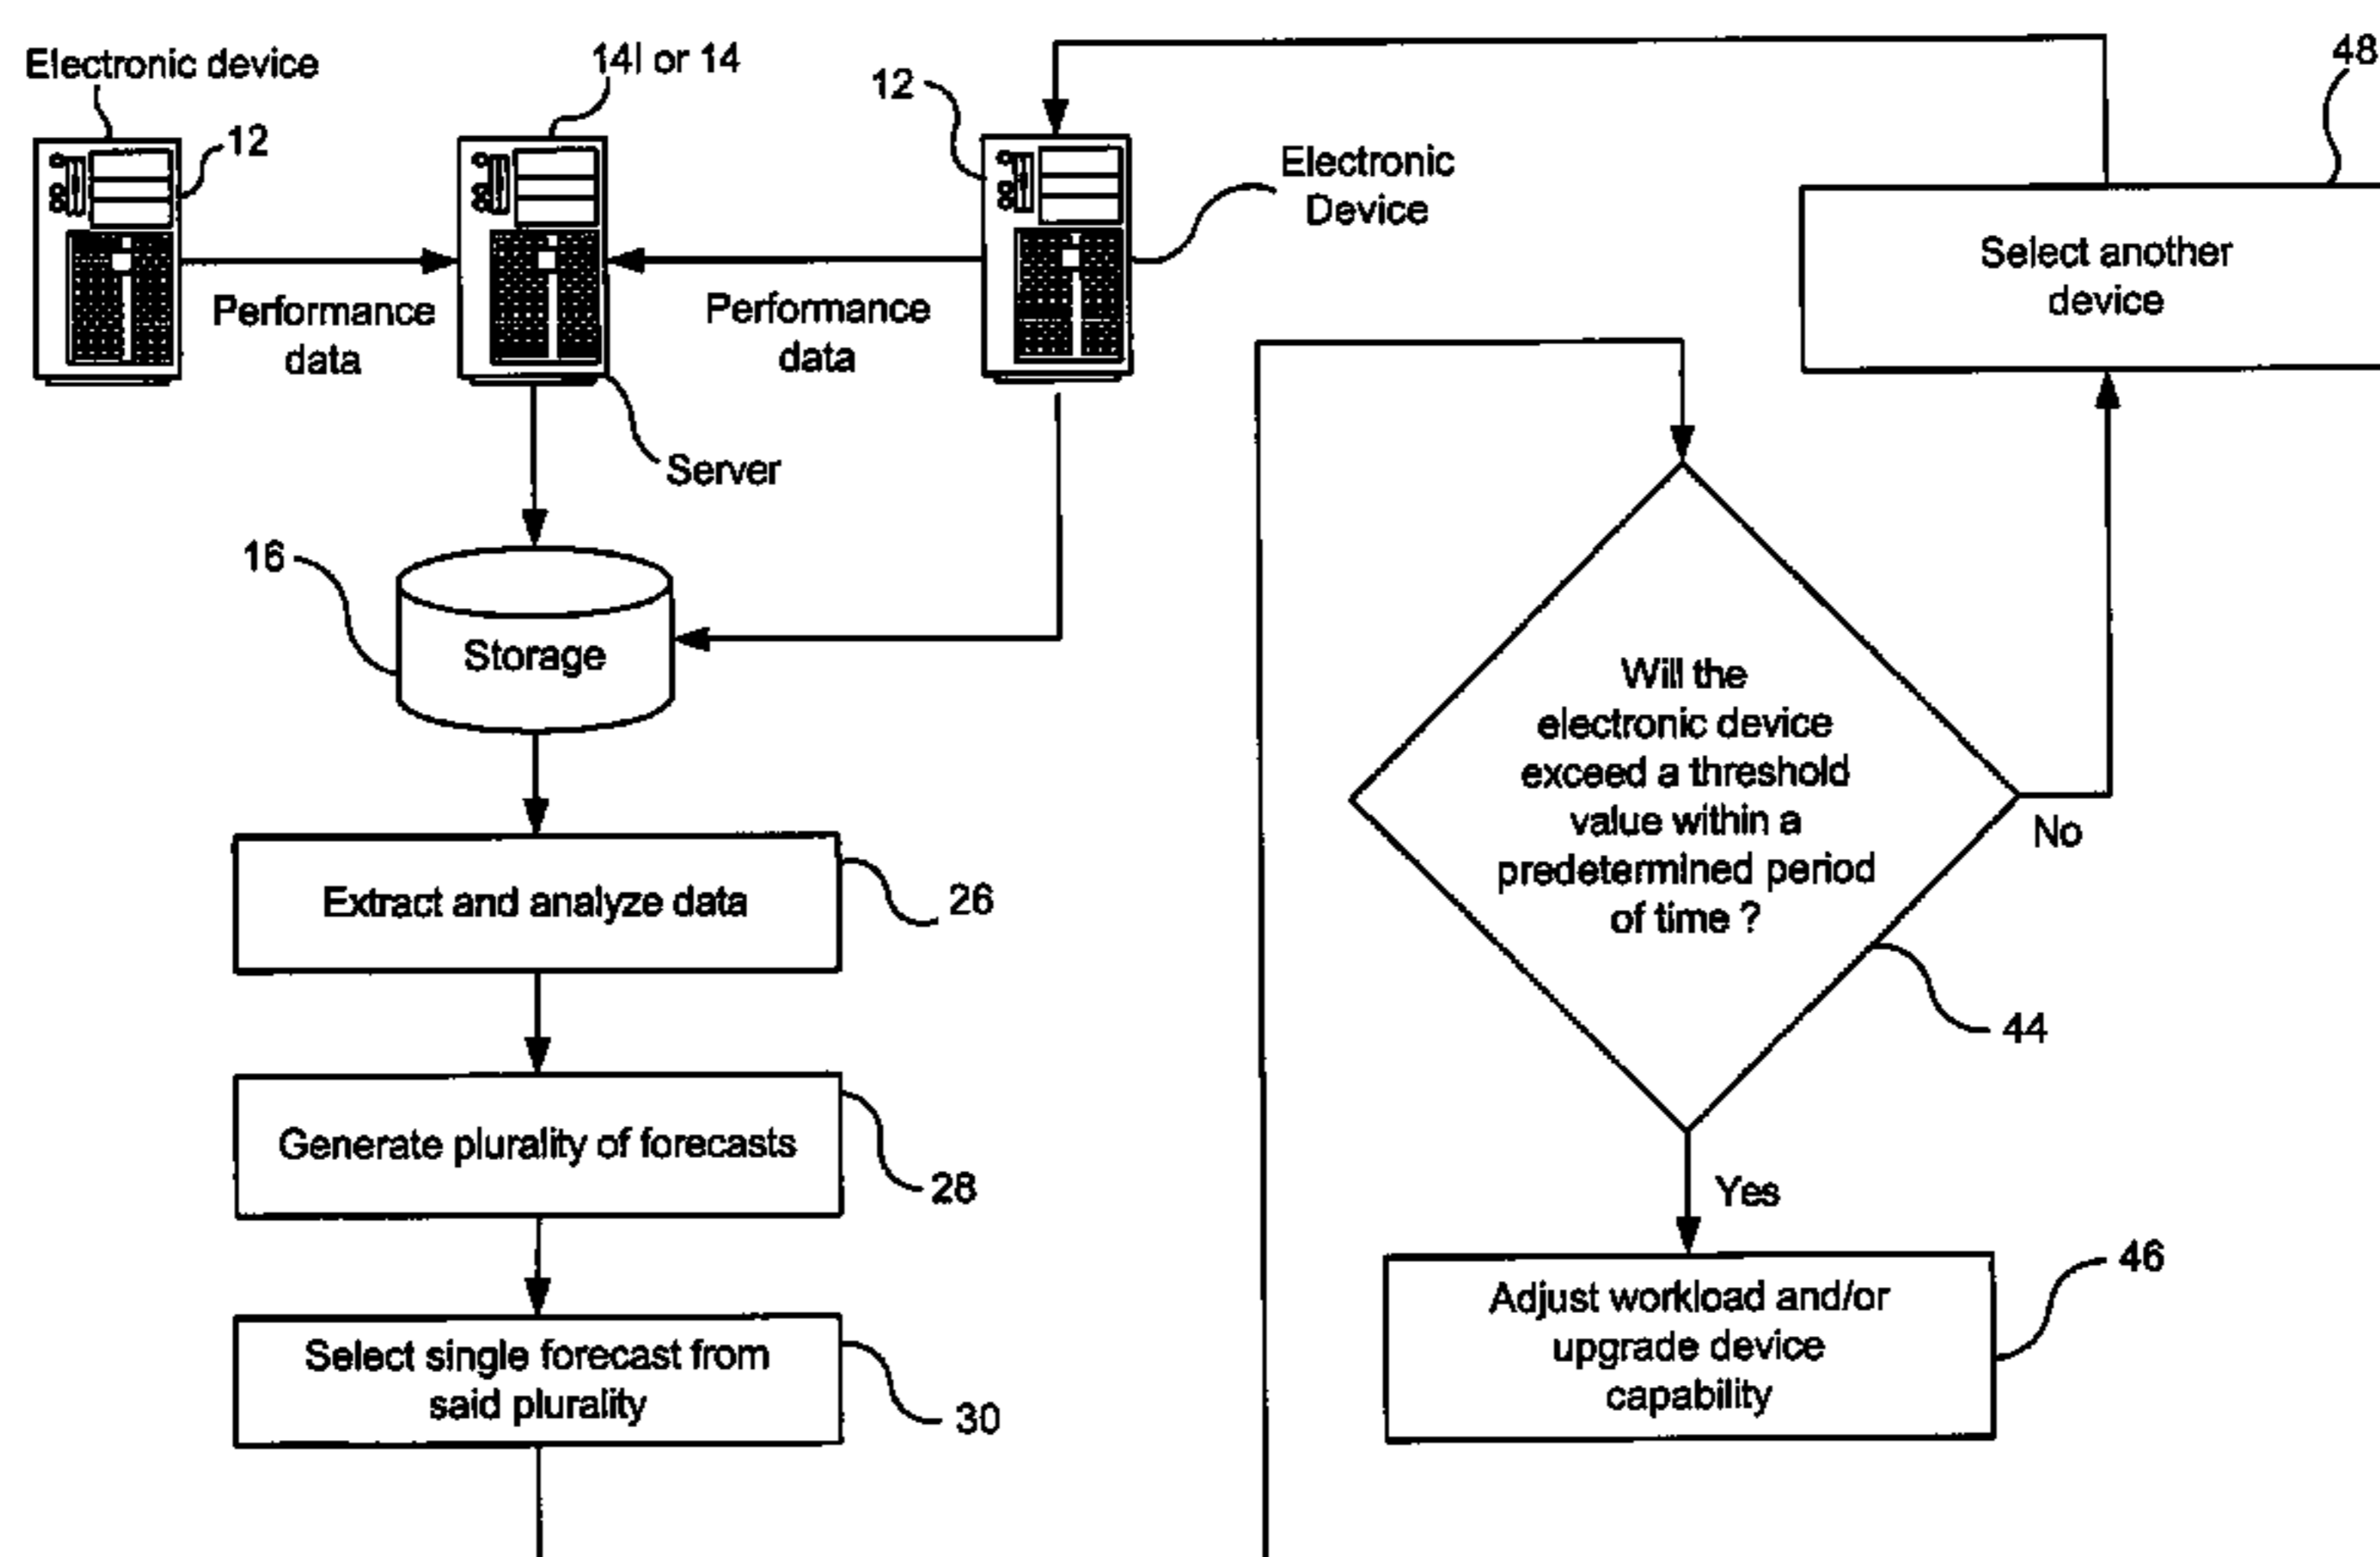 Electronic device
12
14l or 14
12
Electronic
Device
48
Performance
data
Performance
data
Select another
device
Server
16
Storage
Will the
electronic device
exceed a threshold
value within a
predetermined period
of time ?
No
44
Extract and analyze data
26
Generate plurality of forecasts
28
Yes
Select single forecast from
said plurality
30
Adjust workload and/or
upgrade device
capability
46